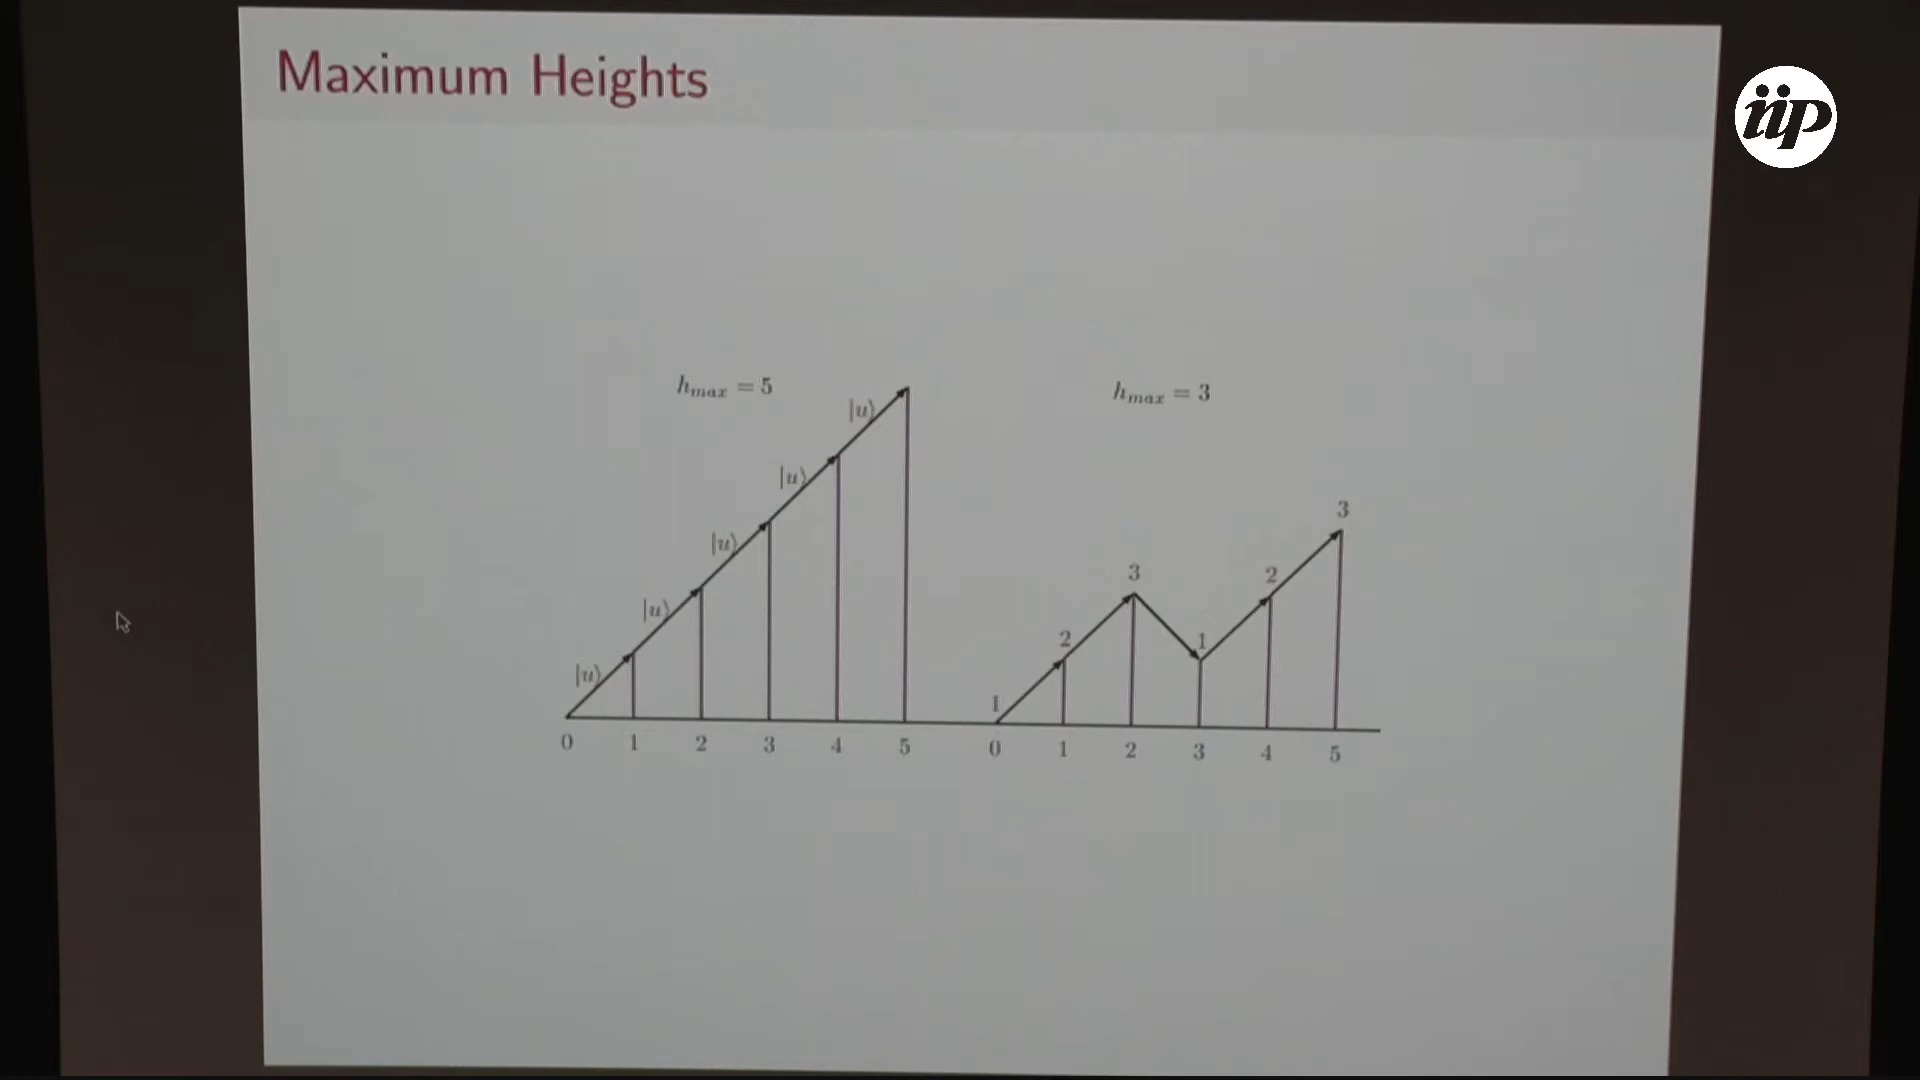 Maximum Heights
iip
h_max = 5
h_max = 3
|u⟩
|u⟩
|u⟩
|u⟩
|u⟩
3
3
2
2
1
1
0 1 2 3 4 5 0 1 2 3 4 5